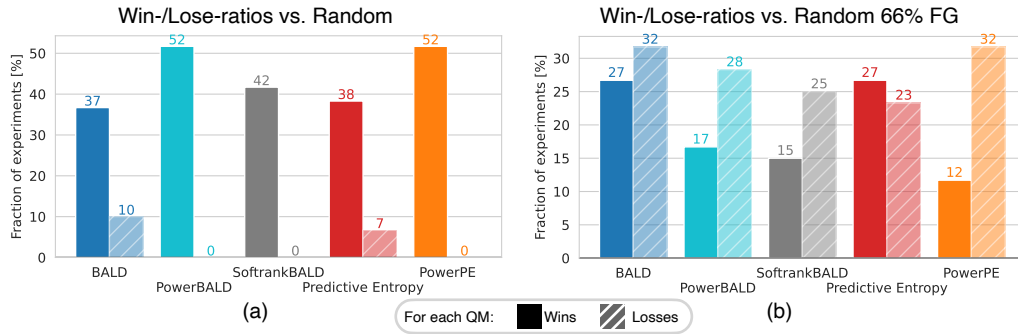 Win-/Lose-ratios vs. Random
Fraction of experiments [%]
50
40
30
20
10
0
37
10
52
0
42
0
38
7
52
0
BALD
PowerBALD
SoftrankBALD
Predictive Entropy
PowerPE
(a)
Win-/Lose-ratios vs. Random 66% FG
Fraction of experiments [%]
30
25
20
15
10
5
0
27
32
17
28
15
25
27
23
12
32
BALD
PowerBALD
SoftrankBALD
Predictive Entropy
PowerPE
(b)
For each QM: Wins Losses